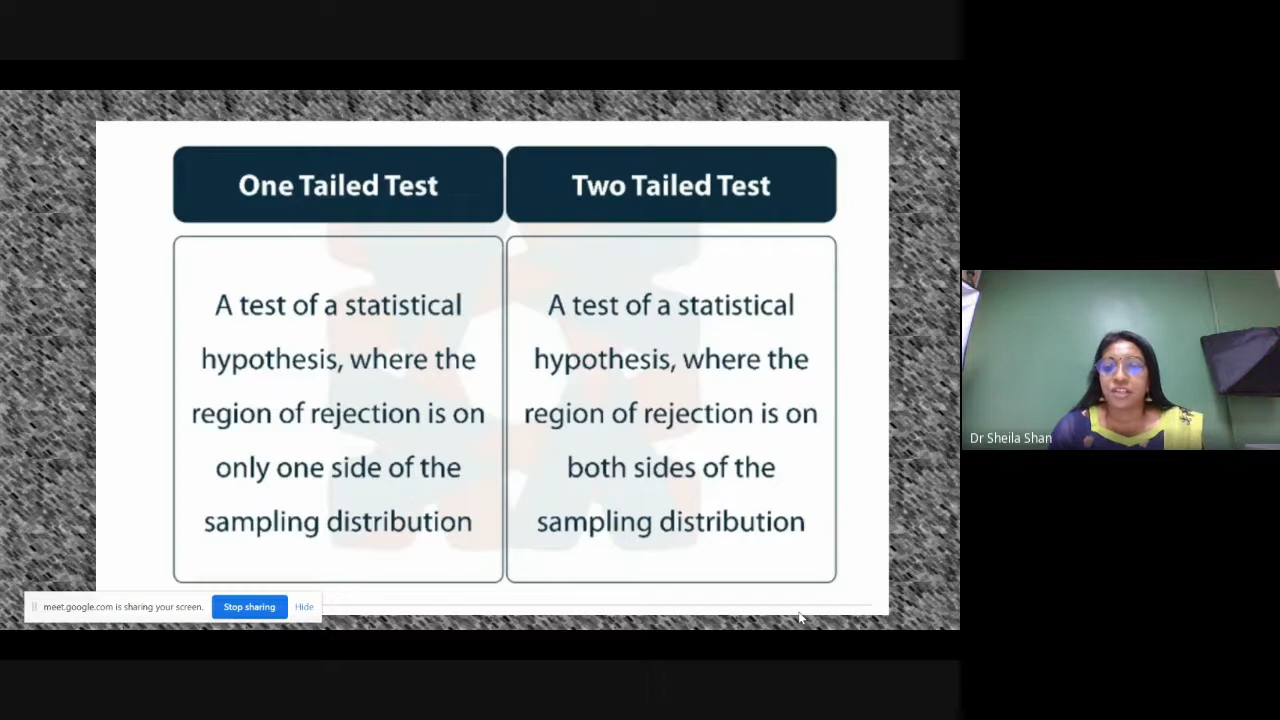 One Tailed Test
Two Tailed Test
A test of a statistical
hypothesis, where the
region of rejection is on
only one side of the
sampling distribution
A test of a statistical
hypothesis, where the
region of rejection is on
both sides of the
sampling distribution
meet.google.com is sharing your screen.
Stop sharing
Hide
Dr Sheila Shan